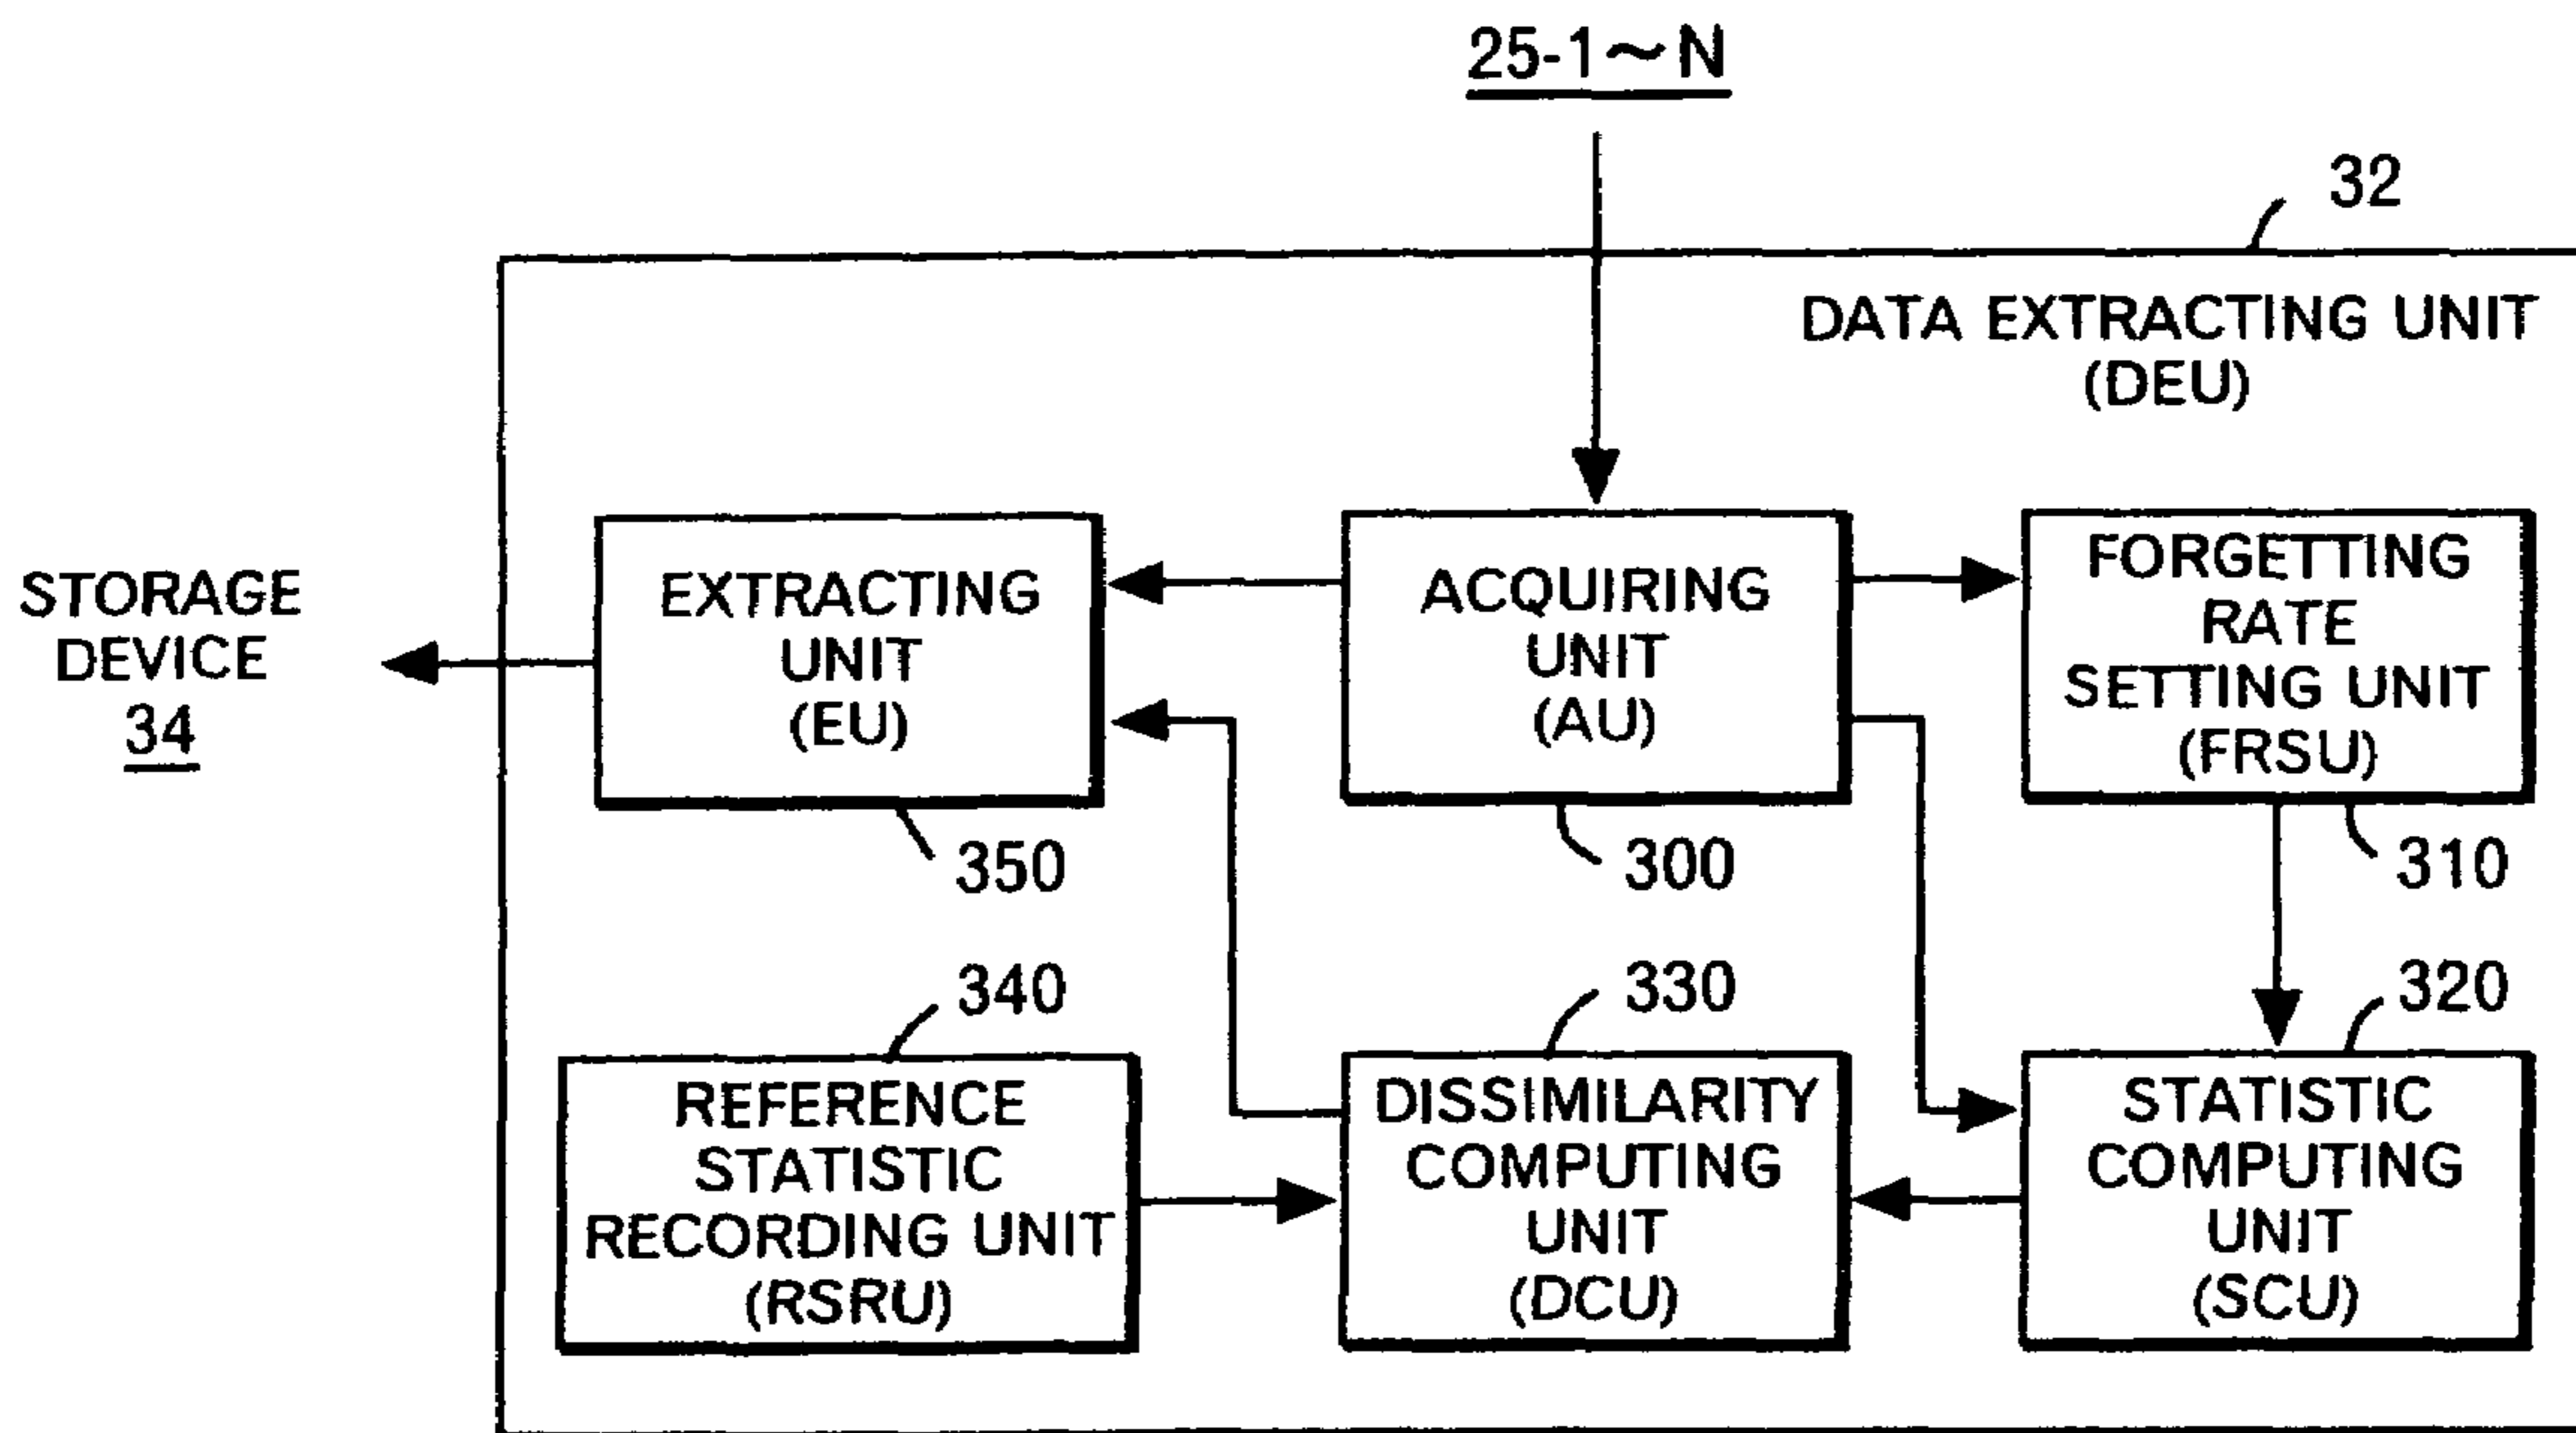 25-1~N
32
DATA EXTRACTING UNIT
(DEU)
STORAGE
DEVICE
34
EXTRACTING
UNIT
(EU)
350
ACQUIRING
UNIT
(AU)
300
FORGETTING
RATE
SETTING UNIT
(FRSU)
310
340
REFERENCE
STATISTIC
RECORDING UNIT
(RSRU)
330
DISSIMILARITY
COMPUTING
UNIT
(DCU)
320
STATISTIC
COMPUTING
UNIT
(SCU)